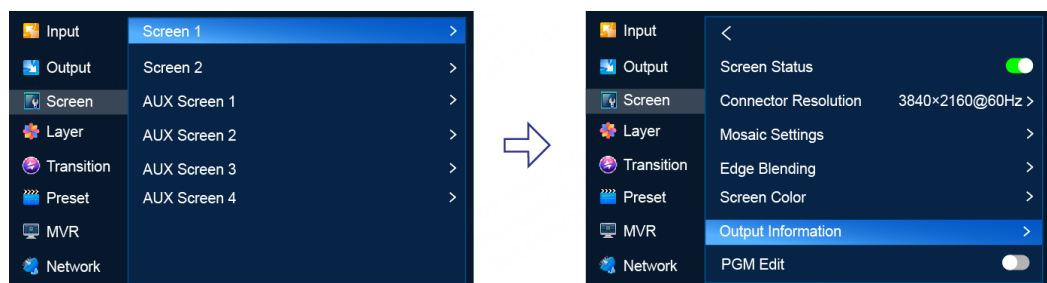 Input
Output
Screen
Layer
Transition
Preset
MVR
Network
Screen 1 >
Screen 2 >
AUX Screen 1 >
AUX Screen 2 >
AUX Screen 3 >
AUX Screen 4 >
Input
Output
Screen
Layer
Transition
Preset
MVR
Network
<
Screen Status
Connector Resolution 3840×2160@60Hz >
Mosaic Settings >
Edge Blending >
Screen Color >
Output Information >
PGM Edit